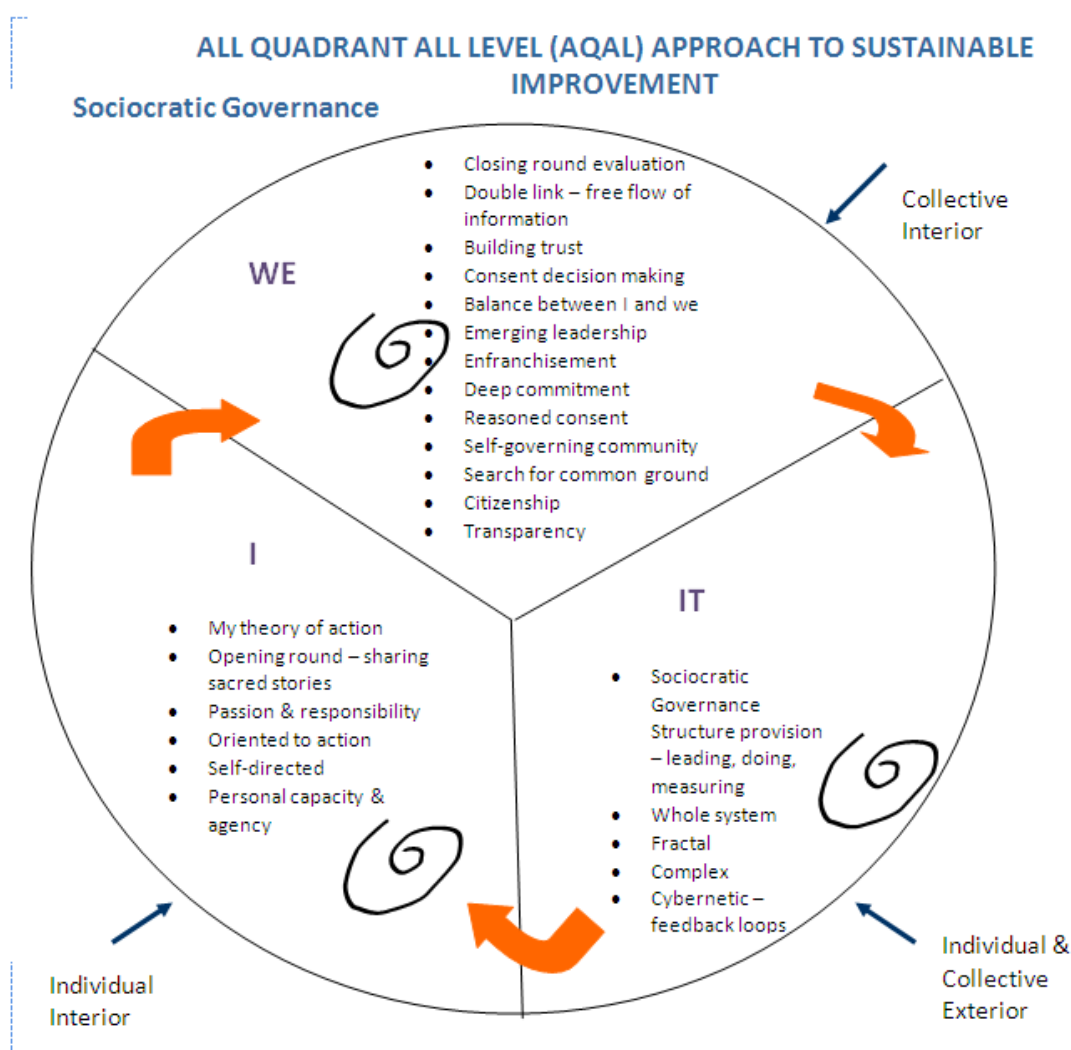 ALL QUADRANT ALL LEVEL (AQAL) APPROACH TO SUSTAINABLE
IMPROVEMENT
Sociocratic Governance
WE
• Closing round evaluation
• Double link – free flow of
information
• Building trust
• Consent decision making
• Balance between I and we
• Emerging leadership
• Enfranchisement
• Deep commitment
• Reasoned consent
• Self-governing community
• Search for common ground
• Citizenship
• Transparency
Collective
Interior
I
• My theory of action
• Opening round – sharing
sacred stories
• Passion & responsibility
• Oriented to action
• Self-directed
• Personal capacity &
agency
IT
• Sociocratic
Governance
Structure provision
– leading, doing,
measuring
• Whole system
• Fractal
• Complex
• Cybernetic –
feedback loops
Individual
Interior
Individual &
Collective
Exterior